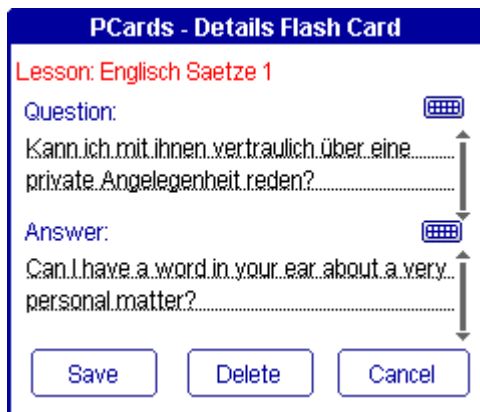 PCards - Details Flash Card
Lesson: Englisch Saetze 1
Question:
Kann ich mit ihnen vertraulich über eine
private Angelegenheit reden?
Answer:
Can I have a word in your ear about a very
personal matter?
Save Delete Cancel